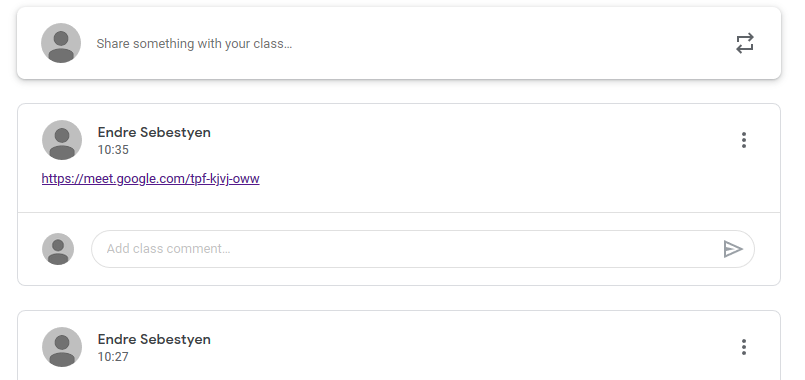 Share something with your class...
Endre Sebestyen
10:35
https://meet.google.com/tpf-kjvj-oww
Add class comment...
Endre Sebestyen
10:27